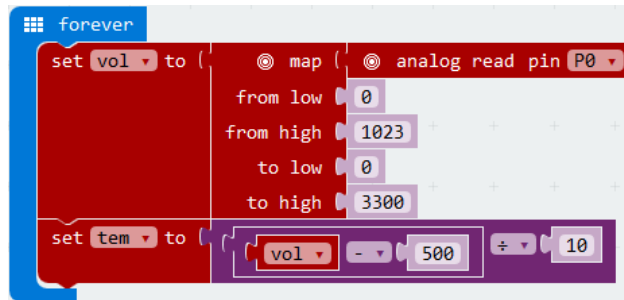 forever
set vol to ( map ( analog read pin P0
from low 0
from high 1023
to low 0
to high 3300
set tem to ( ( ( vol - 500 ÷ 10